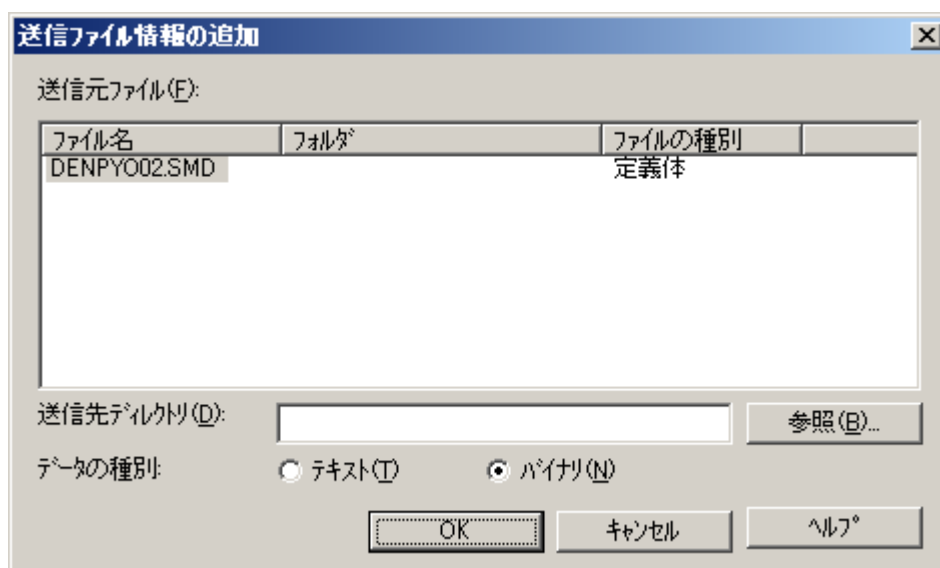 送信ファイル情報の追加
送信元ファイル(F):
ファイル名 フォルダ ファイルの種別
DENPYO02.SMD 定義体
送信先ディレクトリ(D): 参照(B)...
データの種別: テキスト(T) バイナリ(N)
OK キャンセル ヘルプ